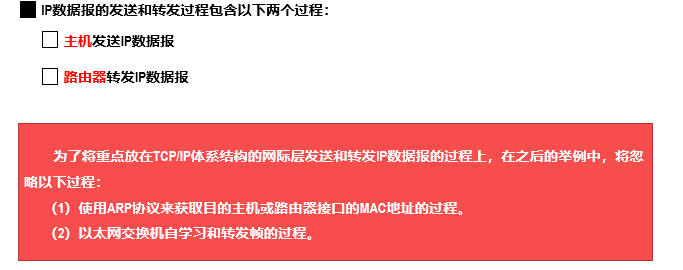 IP数据报的发送和转发过程包含以下两个过程：
主机发送IP数据报
路由器转发IP数据报
为了将重点放在TCP/IP体系结构的网际层发送和转发IP数据报的过程上，在之后的举例中，将忽
略以下过程：
（1）使用ARP协议来获取目的主机或路由器接口的MAC地址的过程。
（2）以太网交换机自学习和转发帧的过程。